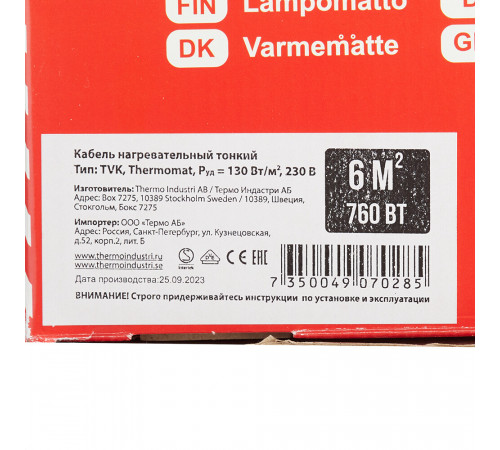 FIN Lampomatto
DK Varmemåtte
Кабель нагревательный тонкий
Тип: TVK, Thermomat, Руд = 130 Вт/м², 230 В
Изготовитель: Thermo Industri AB / Термо Индастри АБ
Адрес: Box 7275, 10389 Stockholm Sweden / 10389, Швеция,
Стокгольм, Бокс 7275
Импортер: ООО «Термо АБ»
Адрес: Россия, Санкт-Петербург, ул. Кузнецовская,
д.52, корп.2, лит. Б
www.thermoindustri.ru
www.thermoindustri.se
Дата производства: 25.09.2023
6 М²
760 ВТ
CE EAC
7 350049 070285
ВНИМАНИЕ! Строго придерживайтесь инструкции по установке и эксплуатации